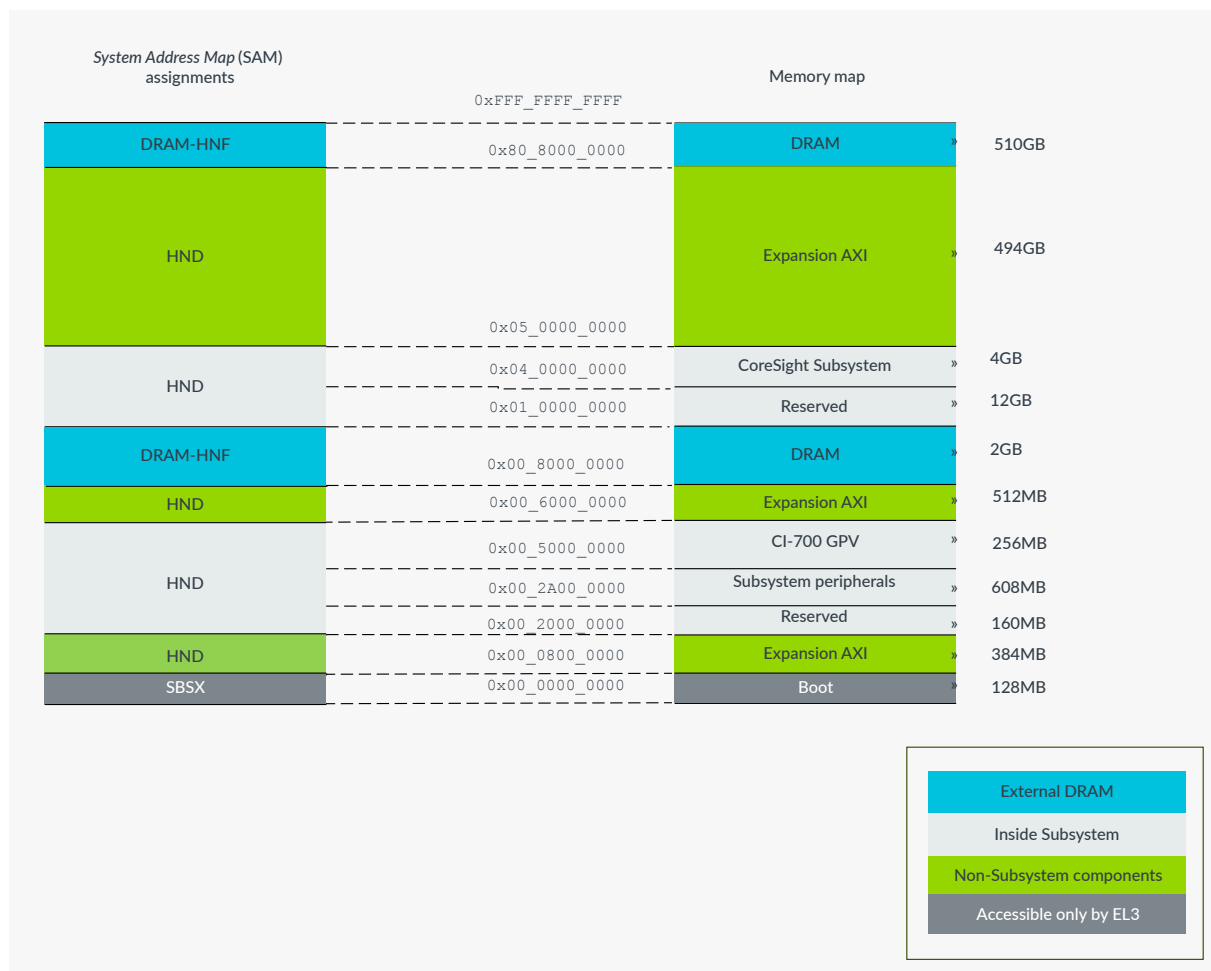 System Address Map (SAM)
assignments
Memory map
0xFFF_FFFF_FFFF
DRAM-HNF
0x80_8000_0000
DRAM
»
510GB
HND
Expansion AXI
»
494GB
0x05_0000_0000
HND
0x04_0000_0000
CoreSight Subsystem
»
4GB
0x01_0000_0000
Reserved
»
12GB
DRAM-HNF
0x00_8000_0000
DRAM
»
2GB
HND
0x00_6000_0000
Expansion AXI
»
512MB
HND
0x00_5000_0000
CI-700 GPV
»
256MB
0x00_2A00_0000
Subsystem peripherals
»
608MB
0x00_2000_0000
Reserved
»
160MB
HND
0x00_0800_0000
Expansion AXI
»
384MB
SBSX
0x00_0000_0000
Boot
»
128MB
External DRAM
Inside Subsystem
Non-Subsystem components
Accessible only by EL3